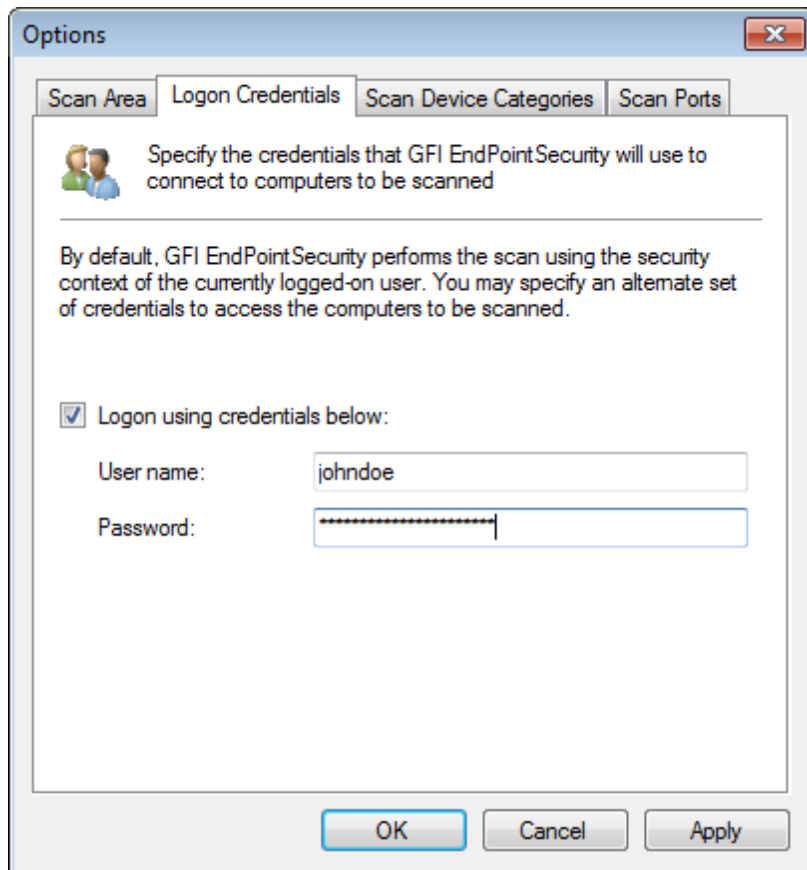 Options
Scan Area Logon Credentials Scan Device Categories Scan Ports
Specify the credentials that GFI EndPointSecurity will use to
connect to computers to be scanned
By default, GFI EndPointSecurity performs the scan using the security
context of the currently logged-on user. You may specify an alternate set
of credentials to access the computers to be scanned.
Logon using credentials below:
User name: johndoe
Password: **********************
OK Cancel Apply